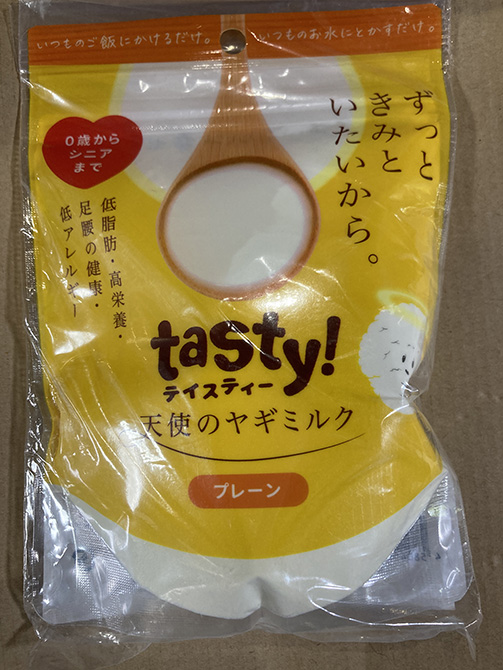 いつものご飯にかけるだけ。
いつものお水にとかすだけ。
ずっと
きみと
いたいから。
0歳から
シニア
まで
低脂肪・高栄養・
足腰の健康・
低アレルギー
tasty!
テイスティー
天使のヤギミルク
プレーン